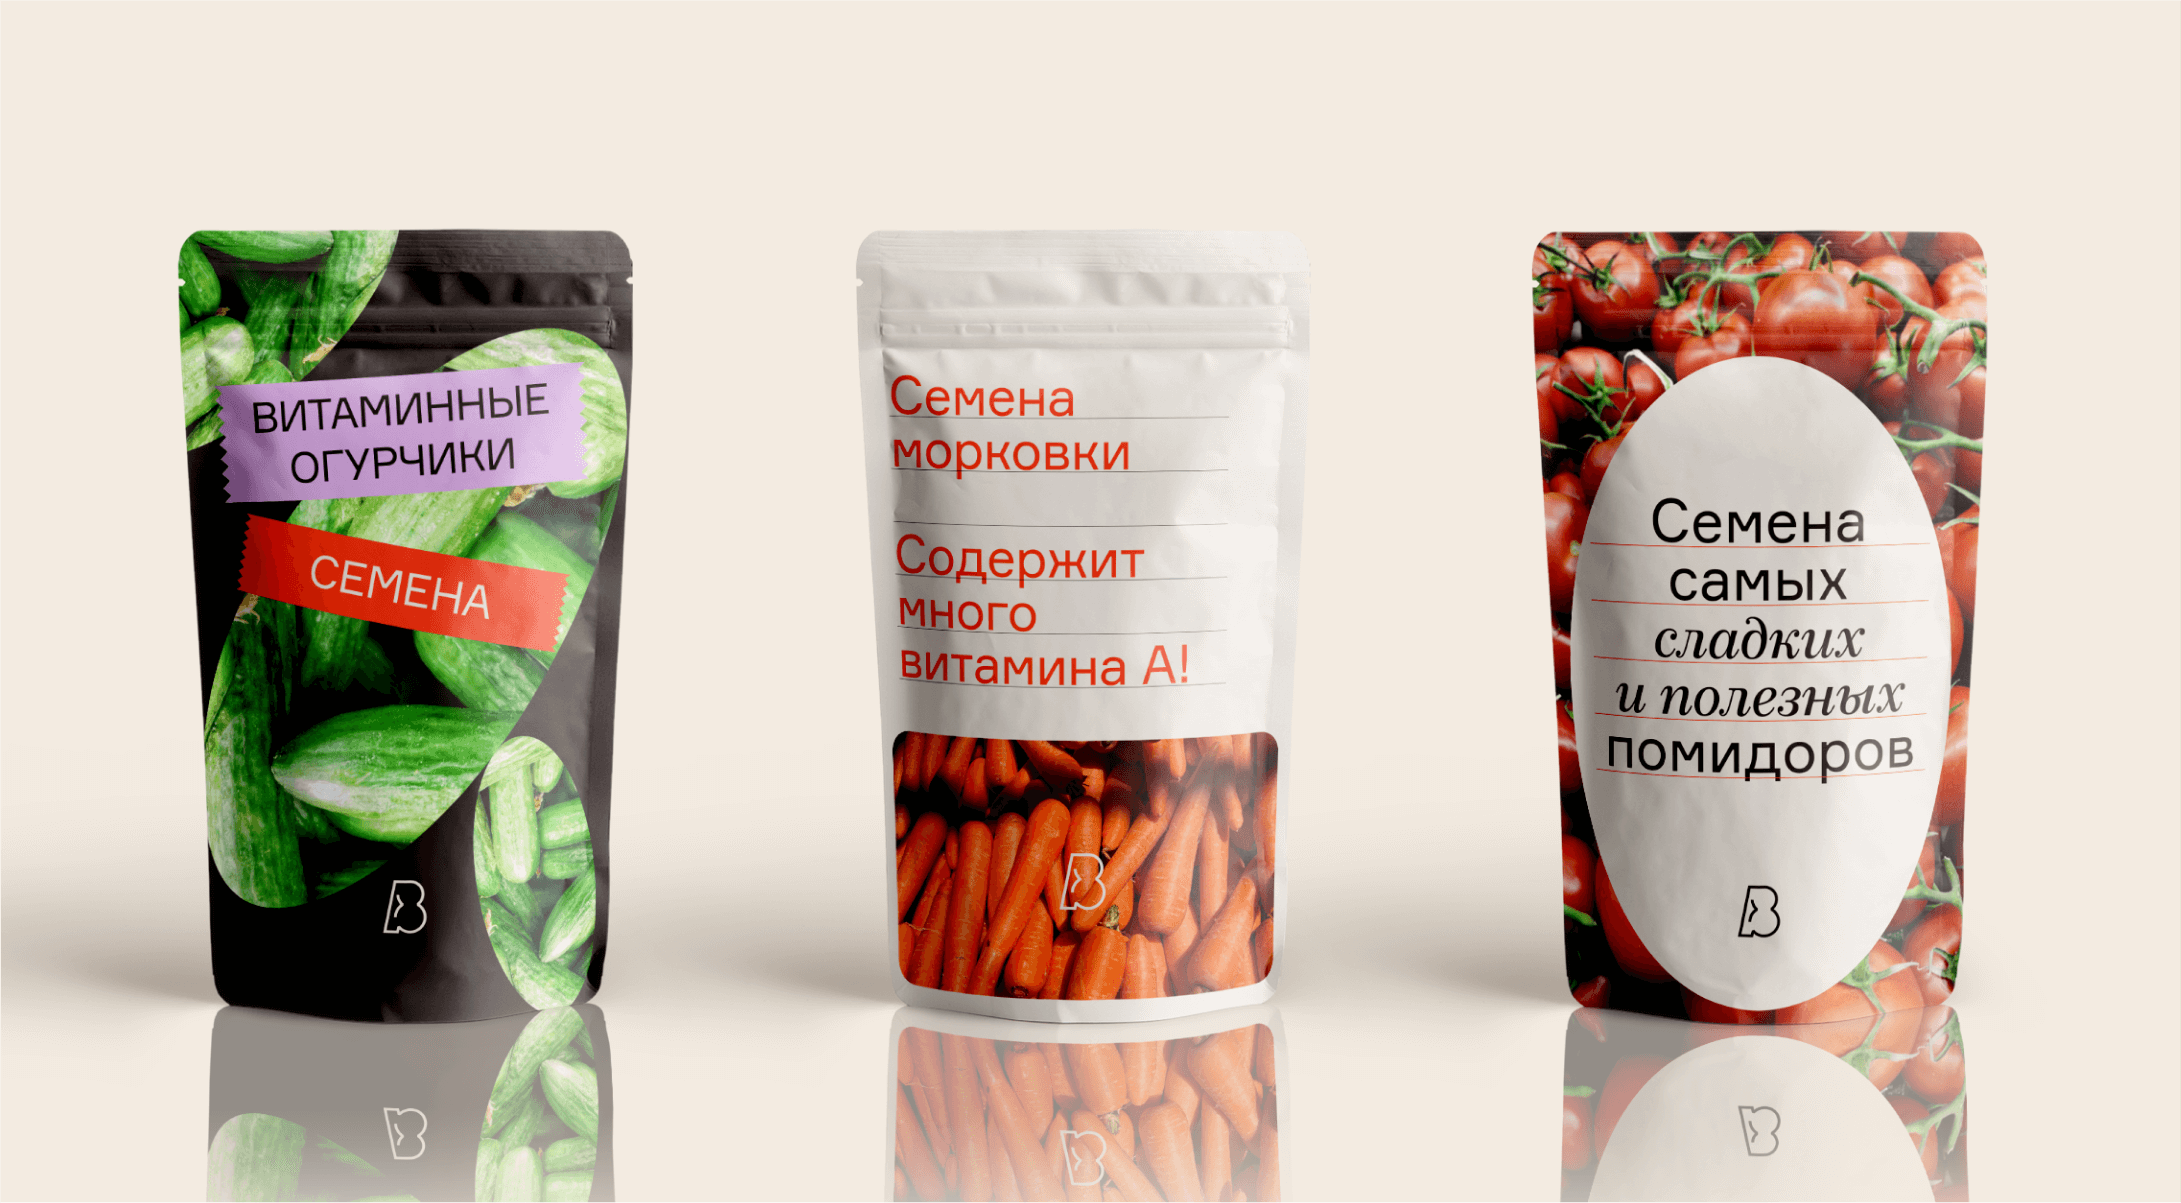 ВИТАМИННЫЕ
ОГУРЧИКИ
СЕМЕНА
Семена
морковки
Содержит
много
витамина А!
Семена
самых
сладких
и полезных
помидоров